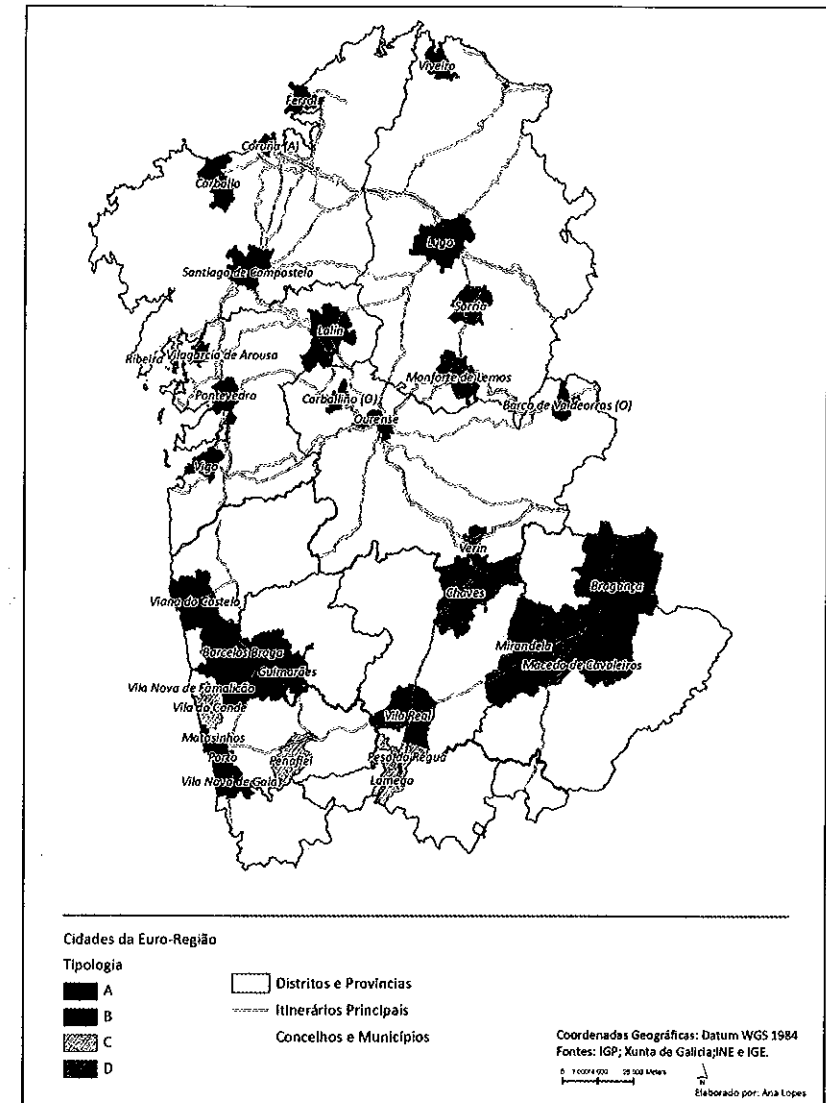 Viveiro
Ferrol
Coruña (A)
Carballo
Lugo
Santiago de Compostela
Sarria
Lalín
Ribeira
Vilagarcía de Arousa
Monforte de Lemos
Pontevedra
Carballiño (O)
Barco de Valdeorras (O)
Ourense
Vigo
Verín
Chaves
Bragança
Viana do Castelo
Mirandela
Barcelos Braga
Macedo de Cavaleiros
Guimarães
Vila Nova de Famalicão
Vila do Conde
Vila Real
Matosinhos
Porto
Penafiel
Peso da Régua
Vila Nova de Gaia
Lamego
Cidades da Euro-Região
Tipologia
A
B
C
D
Distritos e Províncias
Itinerários Principais
Concelhos e Municípios
Coordenadas Geográficas: Datum WGS 1984
Fontes: IGP; Xunta de Galicia;INE e IGE.
N
Elaborado por: Ana Lopes